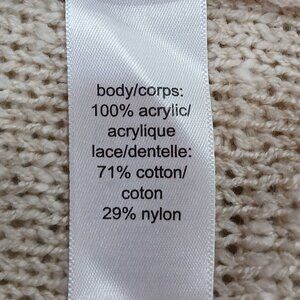 body/corps:
100% acrylic/
acrylique
lace/dentelle:
71% cotton/
coton
29% nylon